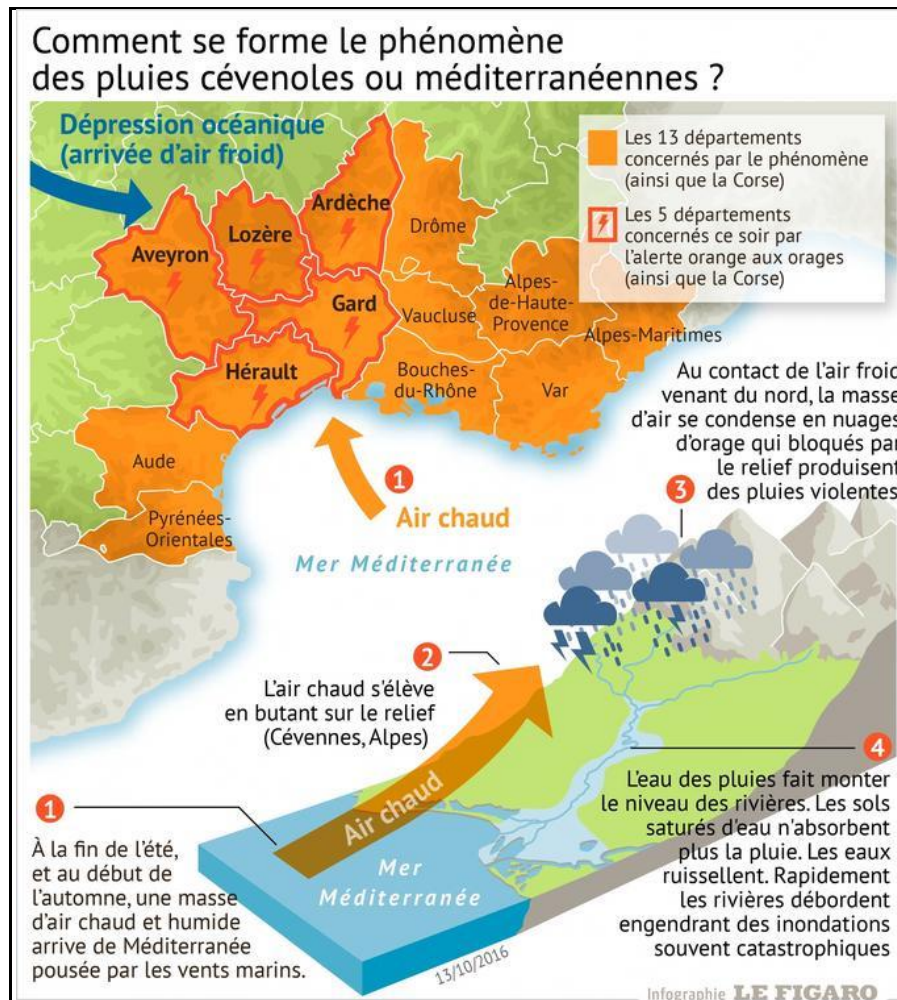 Comment se forme le phénomène
des pluies cévenoles ou méditerranéennes ?
Dépression océanique
(arrivée d'air froid)
Les 13 départements
concernés par le phénomène
(ainsi que la Corse)
Les 5 départements
concernés ce soir par
l'alerte orange aux orages
(ainsi que la Corse)
Ardèche
Lozère
Aveyron
Drôme
Gard
Vaucluse
Alpes-
de-Haute-
Provence
Alpes-Maritimes
Hérault
Bouches-
du-Rhône
Var
Aude
Pyrénées-
Orientales
1
Air chaud
Mer Méditerranée
Au contact de l'air froid
venant du nord, la masse
d'air se condense en nuages
d'orage qui bloqués par
le relief produisent
3
des pluies violentes
2
L'air chaud s'élève
en butant sur le relief
(Cévennes, Alpes)
Air chaud
Mer
Méditerranée
1
À la fin de l'été,
et au début de
l'automne, une masse
d'air chaud et humide
arrive de Méditerranée
pousée par les vents marins.
4
L'eau des pluies fait monter
le niveau des rivières. Les sols
saturés d'eau n'absorbent
plus la pluie. Les eaux
ruissellent. Rapidement
les rivières débordent
engendrant des inondations
souvent catastrophiques
13/10/2016
Infographie LE FIGARO